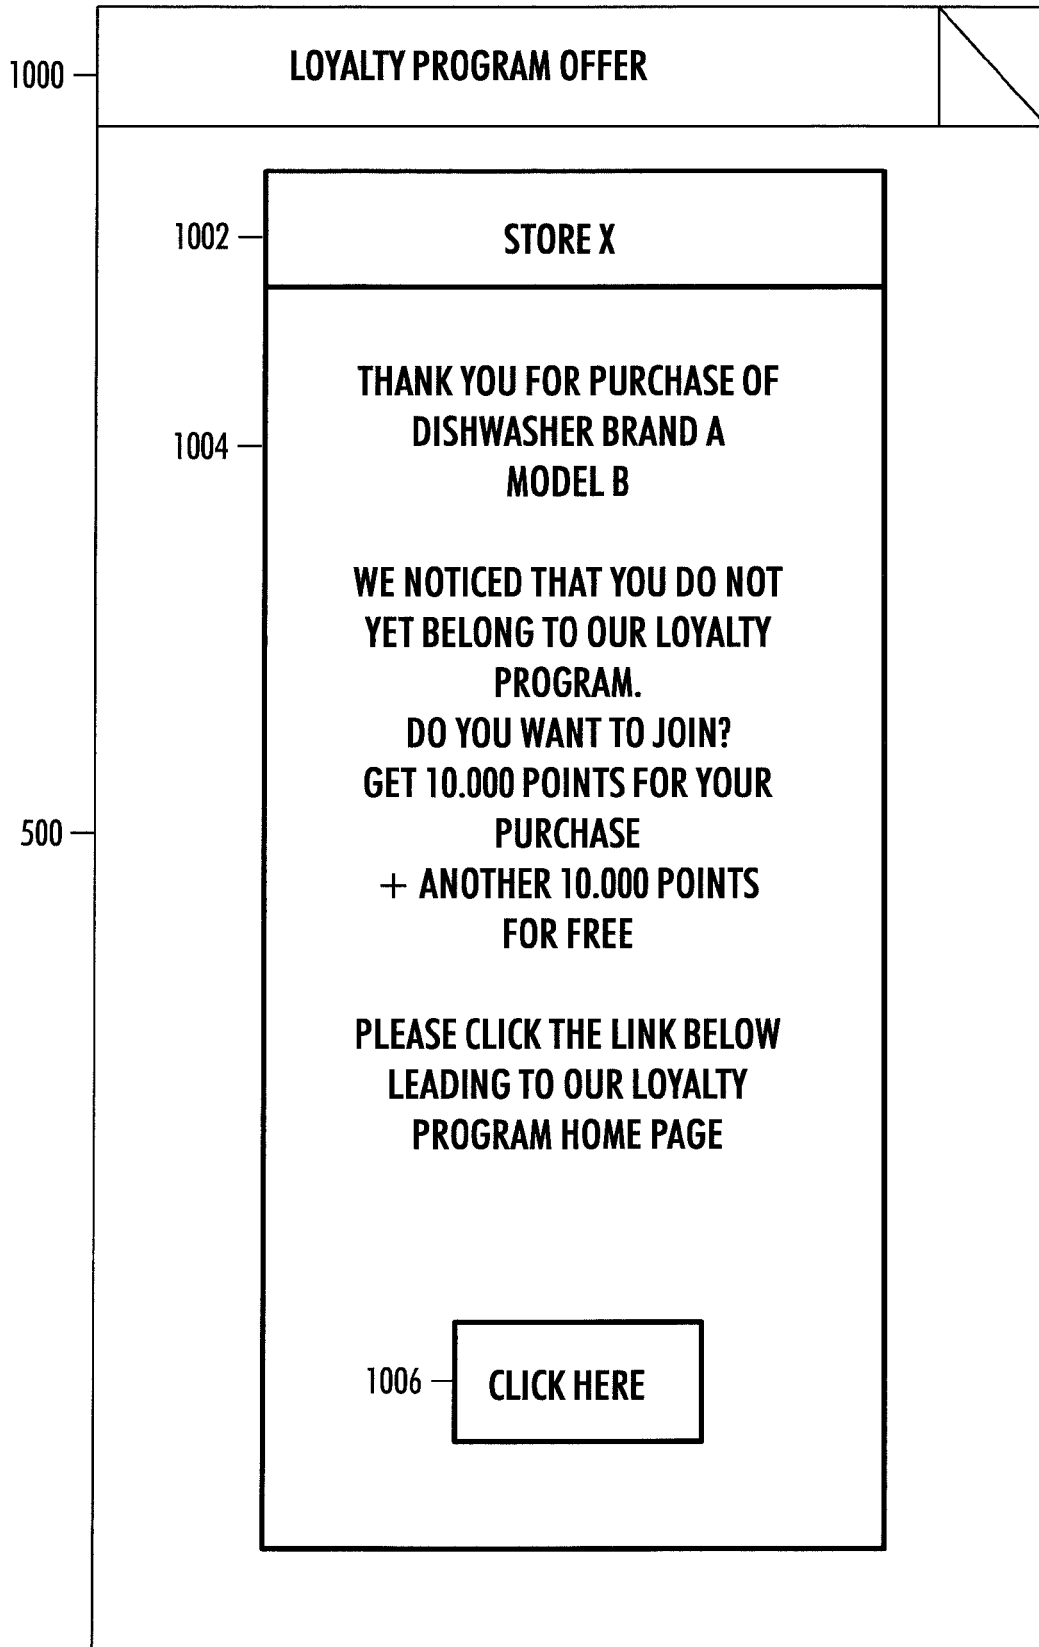 1000
LOYALTY PROGRAM OFFER
1002
STORE X
THANK YOU FOR PURCHASE OF
1004
DISHWASHER BRAND A
MODEL B
WE NOTICED THAT YOU DO NOT
YET BELONG TO OUR LOYALTY
PROGRAM.
DO YOU WANT TO JOIN?
GET 10.000 POINTS FOR YOUR
500
PURCHASE
+ ANOTHER 10.000 POINTS
FOR FREE
PLEASE CLICK THE LINK BELOW
LEADING TO OUR LOYALTY
PROGRAM HOME PAGE
1006
CLICK HERE